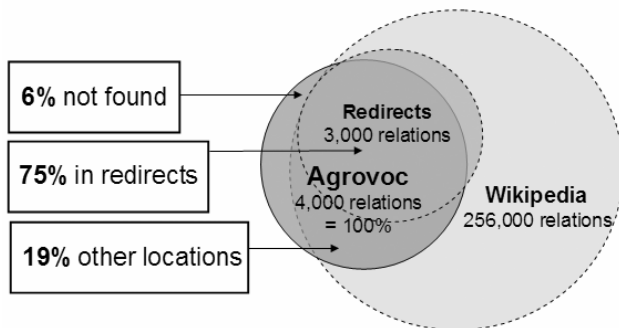 6% not found
75% in redirects
19% other locations
Redirects
3,000 relations
Agrovoc
4,000 relations
= 100%
Wikipedia
256,000 relations